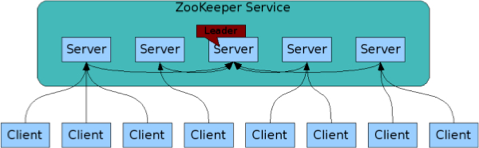 ZooKeeper Service
Leader
Server Server Server Server Server
Client Client Client Client Client Client Client Client